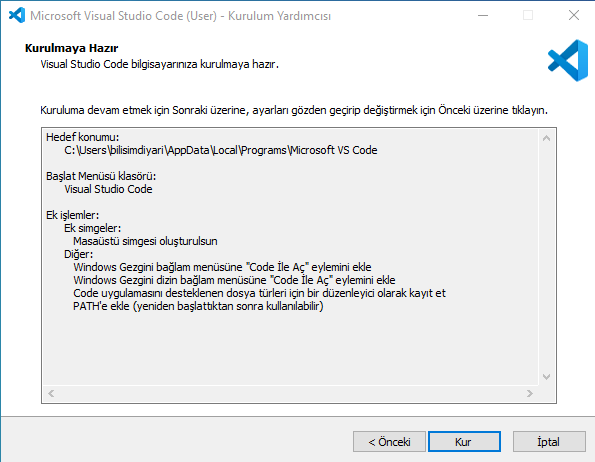 Microsoft Visual Studio Code (User) - Kurulum Yardımcısı
Kurulmaya Hazır
Visual Studio Code bilgisayarınıza kurulmaya hazır.
Kuruluma devam etmek için Sonraki üzerine, ayarları gözden geçirip değiştirmek için Önceki üzerine tıklayın.
Hedef konumu:
C:\Users\bilisimdiyari\AppData\Local\Programs\Microsoft VS Code
Başlat Menüsü klasörü:
Visual Studio Code
Ek işlemler:
Ek simgeler:
Masaüstü simgesi oluşturulsun
Diğer:
Windows Gezgini bağlam menüsüne "Code İle Aç" eylemini ekle
Windows Gezgini dizin bağlam menüsüne "Code İle Aç" eylemini ekle
Code uygulamasını desteklenen dosya türleri için bir düzenleyici olarak kayıt et
PATH'e ekle (yeniden başlattıktan sonra kullanılabilir)
< Önceki
Kur
İptal